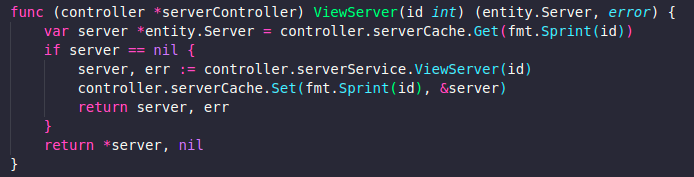 func (controller *serverController) ViewServer(id int) (entity.Server, error) {
    var server *entity.Server = controller.serverCache.Get(fmt.Sprint(id))
    if server == nil {
        server, err := controller.serverService.ViewServer(id)
        controller.serverCache.Set(fmt.Sprint(id), &server)
        return server, err
    }
    return *server, nil
}